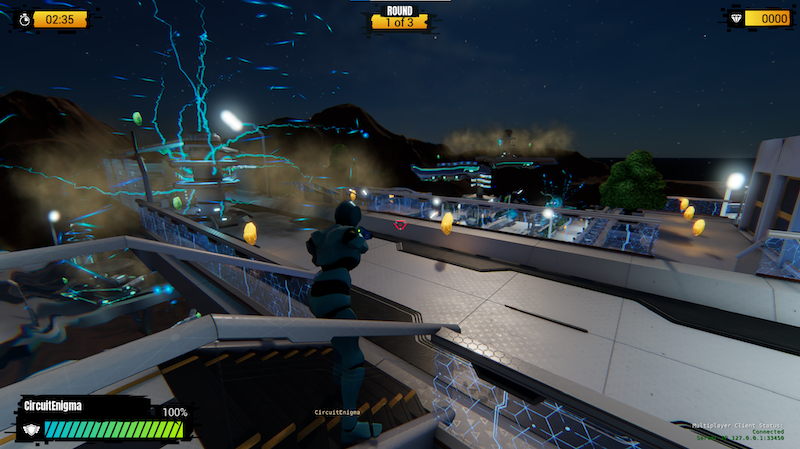 02:35
ROUND
1 of 3
0000
CircuitEnigma
100%
CircuitEnigma
Multiplayer Client Status:
Connected
127.0.0.1:33450